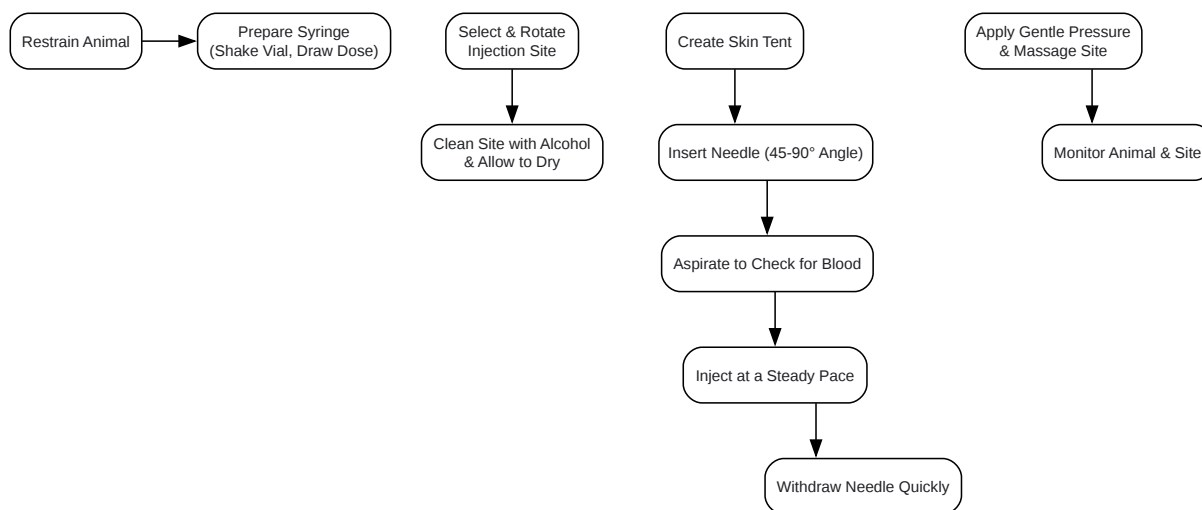 Restrain Animal
Prepare Syringe
(Shake Vial, Draw Dose)
Select & Rotate
Injection Site
Clean Site with Alcohol
& Allow to Dry
Create Skin Tent
Insert Needle (45-90° Angle)
Aspirate to Check for Blood
Inject at a Steady Pace
Withdraw Needle Quickly
Apply Gentle Pressure
& Massage Site
Monitor Animal & Site